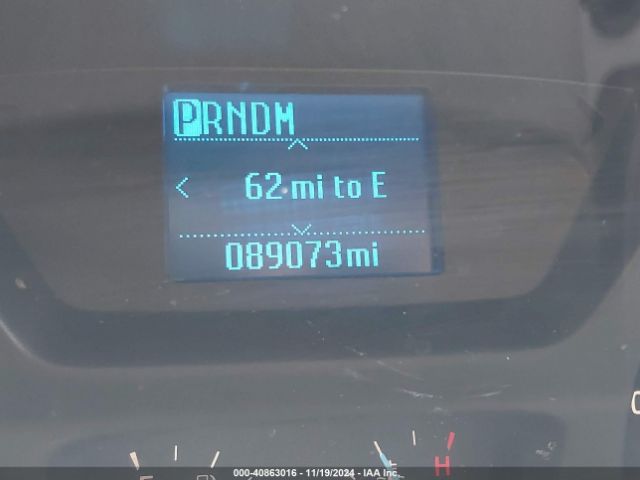 PRNDM
62 mi to E
089073mi
H
000-40863016 - 11/19/2024 - IAA Inc.